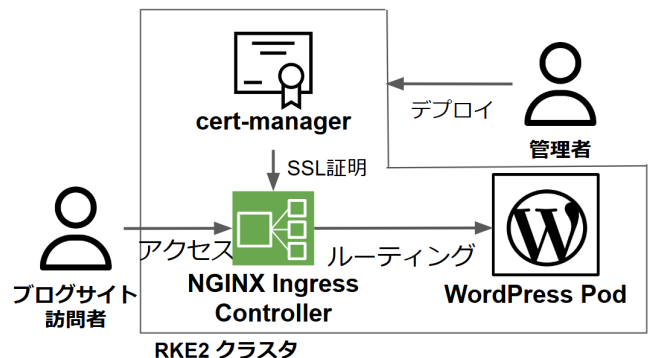 cert-manager
デプロイ
管理者
SSL証明
アクセス
ルーティング
ブログサイト
訪問者
NGINX Ingress
Controller
WordPress Pod
RKE2 クラスタ